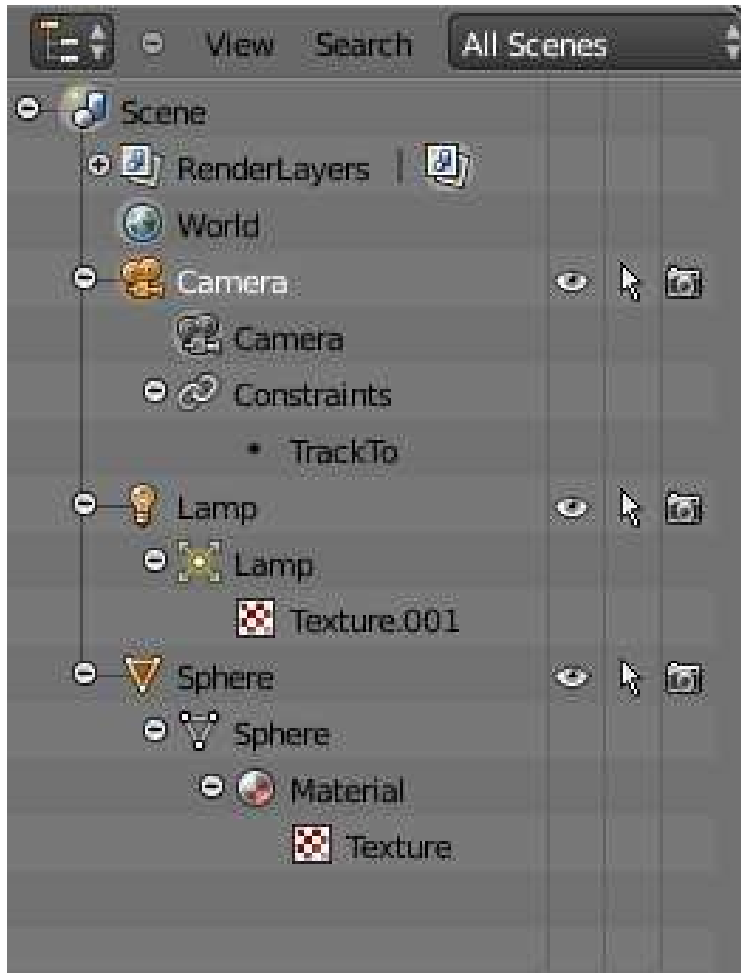 View Search All Scenes
Scene
RenderLayers |
World
Camera
Camera
Constraints
TrackTo
Lamp
Lamp
Texture.001
Sphere
Sphere
Material
Texture